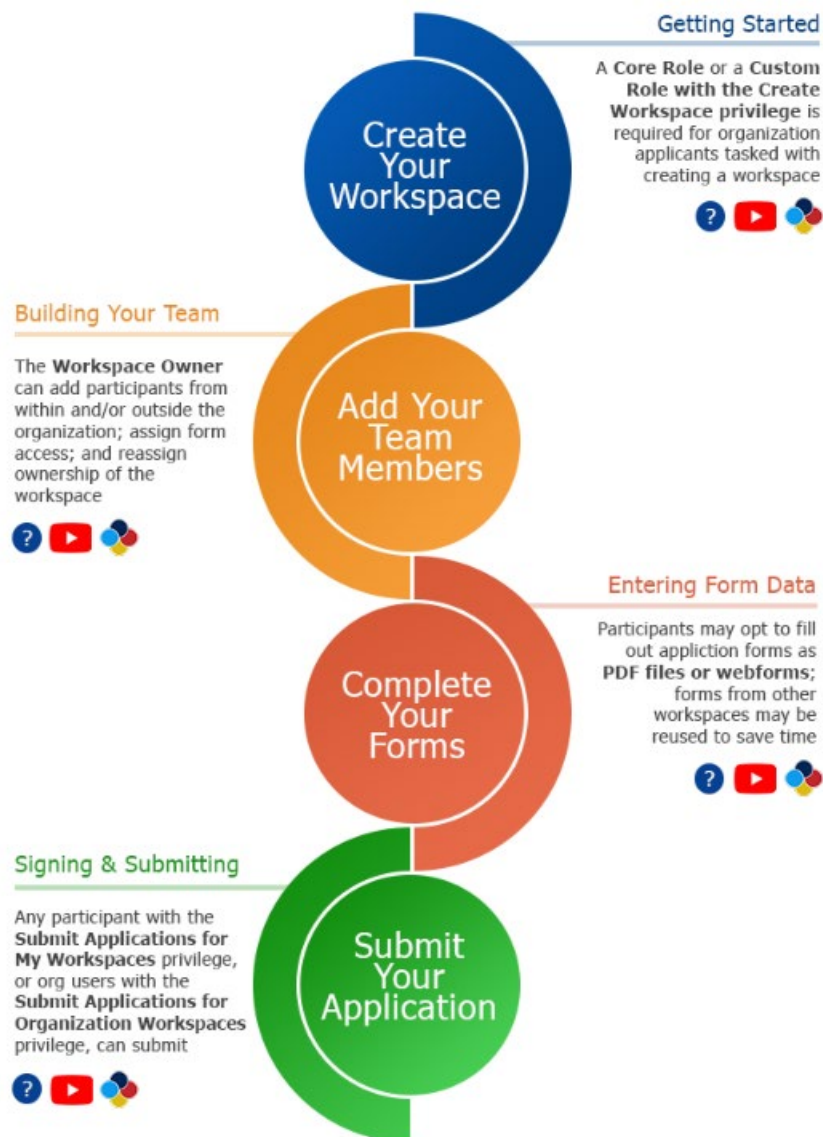 Getting Started
A Core Role or a Custom
Role with the Create
Workspace privilege is
required for organization
applicants tasked with
creating a workspace
?
Create
Your
Workspace
Building Your Team
The Workspace Owner
can add participants from
within and/or outside the
organization; assign form
access; and reassign
ownership of the
workspace
?
Add Your
Team
Members
Entering Form Data
Participants may opt to fill
out appliction forms as
PDF files or webforms;
forms from other
workspaces may be
reused to save time
?
Complete
Your
Forms
Signing & Submitting
Any participant with the
Submit Applications for
My Workspaces privilege,
or org users with the
Submit Applications for
Organization Workspaces
privilege, can submit
?
Submit
Your
Application